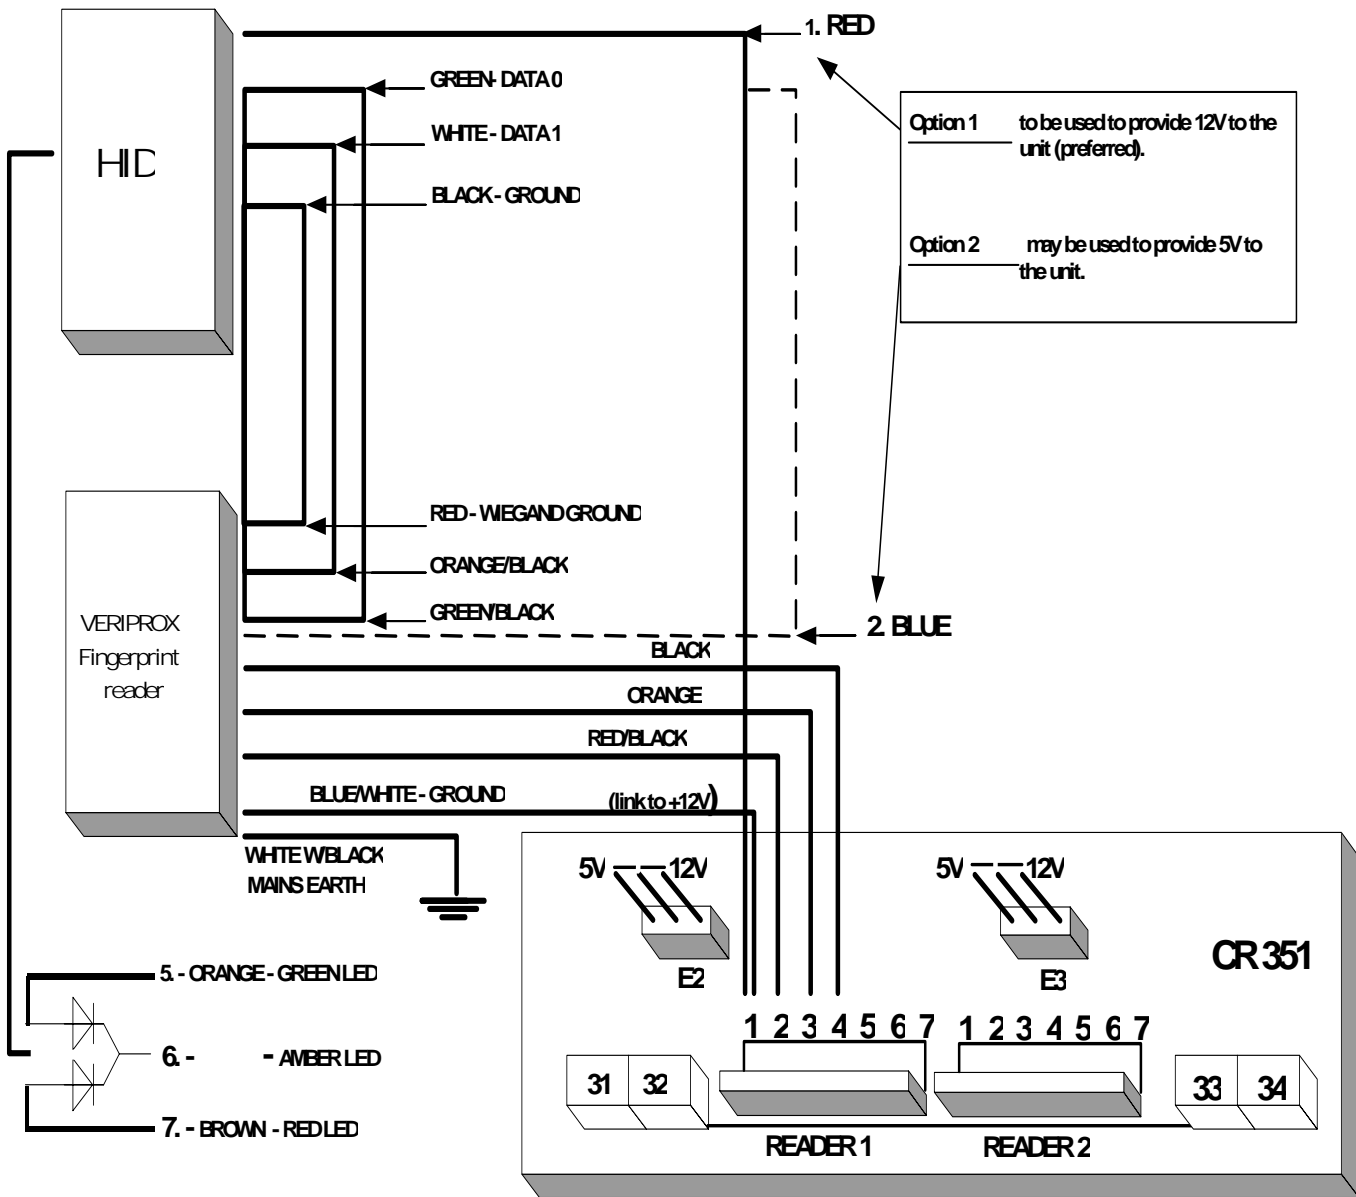 1. RED
GREEN- DATA 0
Option 1 to be used to provide 12V to the
unit (preferred).
WHITE - DATA 1
HID
BLACK - GROUND
Option 2 may be used to provide 5V to
the unit.
RED - WIEGAND GROUND
ORANGE/BLACK
GREEN/BLACK
VERIPROX
Fingerprint
reader
2. BLUE
BLACK
ORANGE
RED/BLACK
BLUE/WHITE - GROUND (link to +12V)
WHITE W/BLACK
MAINS EARTH
5V 12V
5V 12V
E2
E3
CR 351
5. - ORANGE - GREEN LED
6. - - AMBER LED
7. - BROWN - RED LED
1 2 3 4 5 6 7
1 2 3 4 5 6 7
31 32
33 34
READER 1
READER 2